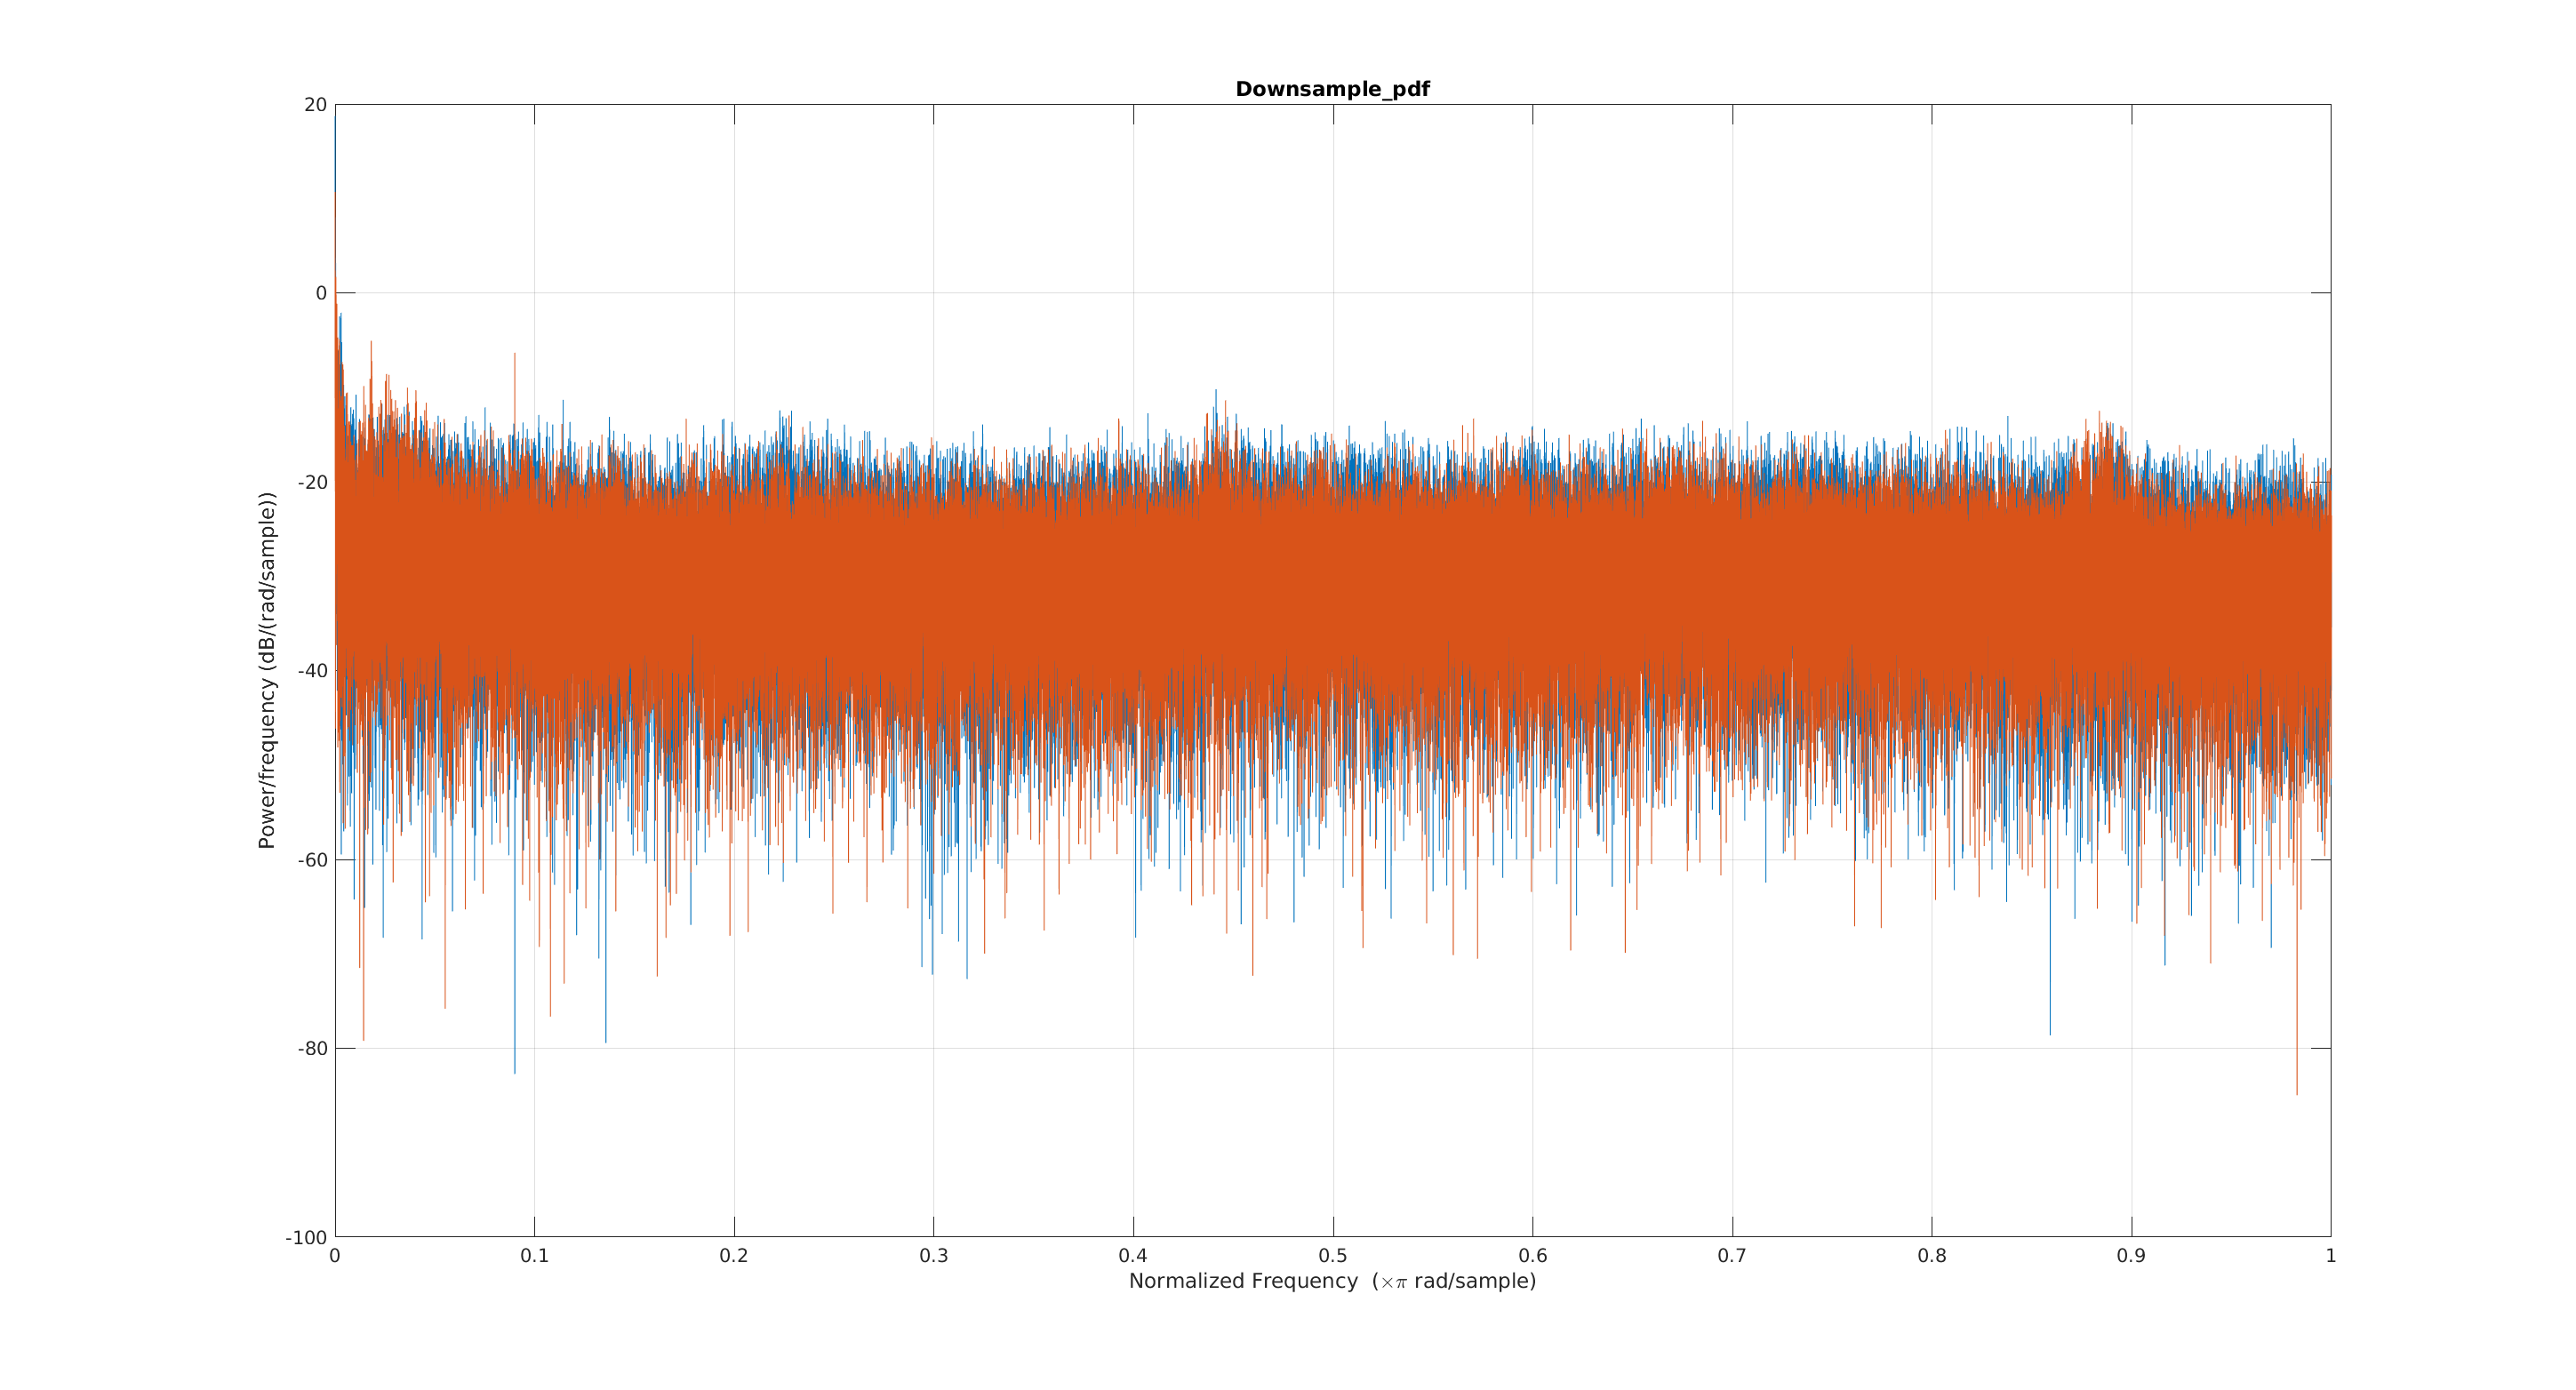 Downsample_pdf
20
0
-20
-40
-60
-80
-100
Power/frequency (dB/(rad/sample))
0 0.1 0.2 0.3 0.4 0.5 0.6 0.7 0.8 0.9 1
Normalized Frequency (×π rad/sample)